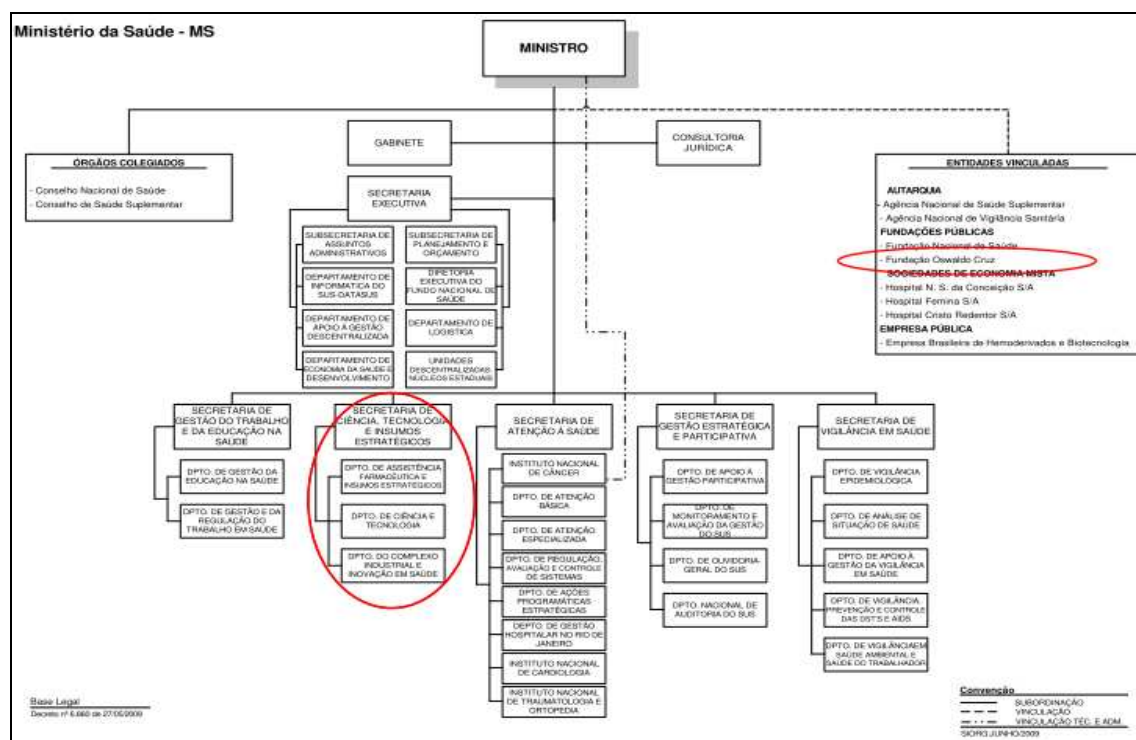 Ministério da Saúde - MS
MINISTRO
GABINETE
CONSULTORIA
JURÍDICA
ÓRGÃOS COLEGIADOS
- Conselho Nacional de Saúde
- Conselho de Saúde Suplementar
ENTIDADES VINCULADAS
AUTARQUIA
- Agência Nacional de Saúde Suplementar
- Agência Nacional de Vigilância Sanitária
FUNDAÇÕES PÚBLICAS
- Fundação Nacional de Saúde
- Fundação Oswaldo Cruz
SOCIEDADES DE ECONOMIA MISTA
- Hospital N. S. da Conceição S/A
- Hospital Femina S/A
- Hospital Cristo Redentor S/A
EMPRESA PÚBLICA
- Empresa Brasileira de Hemoderivados e Biotecnologia
SECRETARIA
EXECUTIVA
SUBSECRETARIA DE
ASSUNTOS
ADMINISTRATIVOS
SUBSECRETARIA DE
PLANEJAMENTO E
ORÇAMENTO
DEPARTAMENTO DE
INFORMÁTICA DO
SUS-DATASUS
DIRETORIA
EXECUTIVA DO
FUNDO NACIONAL DE
SAÚDE
DEPARTAMENTO DE
APOIO À GESTÃO
DESCENTRALIZADA
DEPARTAMENTO DE
LOGÍSTICA
DEPARTAMENTO DE
ECONOMIA DA SAÚDE E
DESENVOLVIMENTO
UNIDADES
DESCENTRALIZADAS
NÚCLEOS ESTADUAIS
SECRETARIA DE
GESTÃO DO TRABALHO
E DA EDUCAÇÃO NA
SAÚDE
DPTO. DE GESTÃO DA
EDUCAÇÃO NA SAÚDE
DPTO. DE GESTÃO E DA
REGULAÇÃO DO
TRABALHO EM SAÚDE
SECRETARIA DE
CIÊNCIA, TECNOLOGIA
E INSUMOS
ESTRATÉGICOS
DPTO. DE ASSISTÊNCIA
FARMACÊUTICA E
INSUMOS ESTRATÉGICOS
DPTO. DE CIÊNCIA E
TECNOLOGIA
DPTO. DO COMPLEXO
INDUSTRIAL E
INOVAÇÃO EM SAÚDE
SECRETARIA DE
ATENÇÃO À SAÚDE
INSTITUTO NACIONAL
DE CÂNCER
DPTO. DE ATENÇÃO
BÁSICA
DPTO. DE ATENÇÃO
ESPECIALIZADA
DPTO. DE REGULAÇÃO,
AVALIAÇÃO E CONTROLE
DE SISTEMAS
DPTO. DE AÇÕES
PROGRAMÁTICAS
ESTRATÉGICAS
DEPTO. DE GESTÃO
HOSPITALAR NO RIO DE
JANEIRO
INSTITUTO NACIONAL
DE CARDIOLOGIA
INSTITUTO NACIONAL
DE TRAUMATOLOGIA E
ORTOPEDIA
SECRETARIA DE
GESTÃO ESTRATÉGICA
E PARTICIPATIVA
DPTO. DE APOIO À
GESTÃO PARTICIPATIVA
DPTO. DE
MONITORAMENTO E
AVALIAÇÃO DA GESTÃO
DO SUS
DPTO. DE OUVIDORIA-
GERAL DO SUS
DPTO. NACIONAL DE
AUDITORIA DO SUS
SECRETARIA DE
VIGILÂNCIA EM SAÚDE
DPTO. DE VIGILÂNCIA
EPIDEMIOLÓGICA
DPTO. DE ANÁLISE DE
SITUAÇÃO DE SAÚDE
DPTO. DE APOIO À
GESTÃO DA VIGILÂNCIA
EM SAÚDE
DPTO. DE VIGILÂNCIA,
PREVENÇÃO E CONTROLE
DAS DSTS E AIDS
DPTO. DE VIGILÂNCIAEM
SAÚDE AMBIENTAL E
SAÚDE DO TRABALHADOR
Base Legal
Decreto nº 6.860 de 27/05/2009
Convenção
SUBORDINAÇÃO
VINCULAÇÃO
VINCULAÇÃO TÉC. E ADM.
SIORG JUNHO/2009